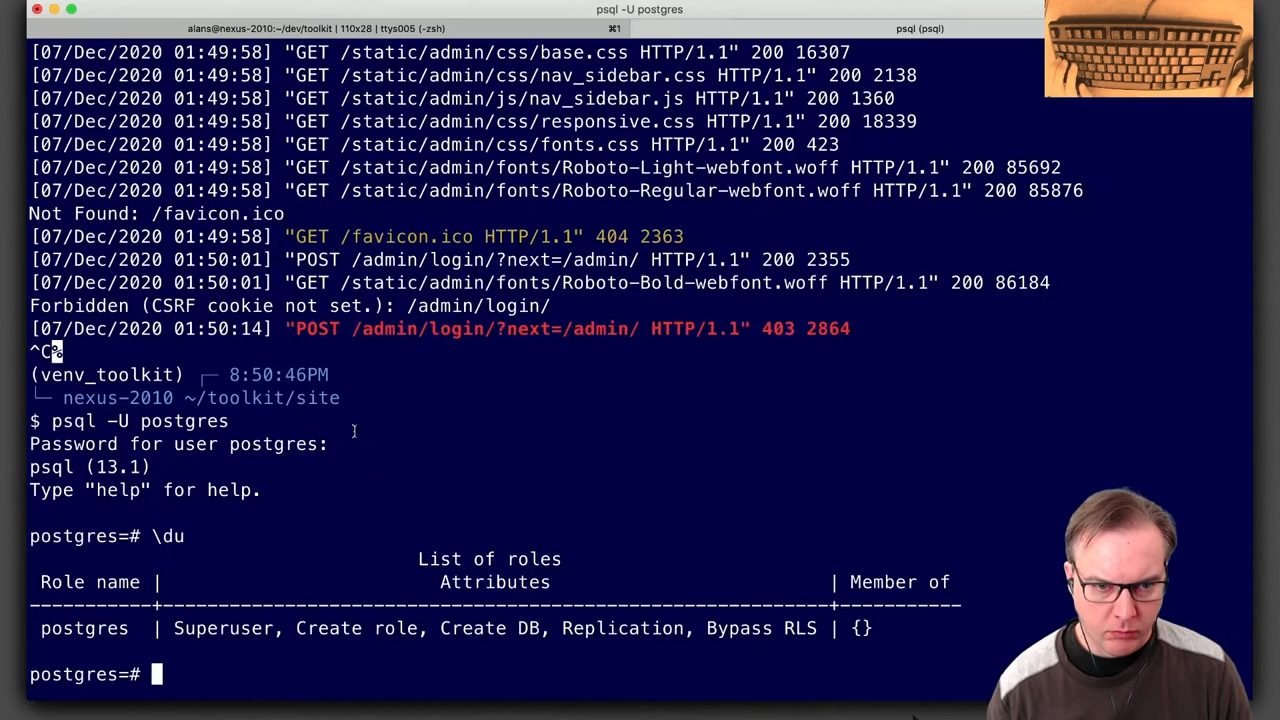 psql -U postgres
alans@nexus-2010:~/dev/toolkit | 110x28 | ttys005 (-zsh) ⌘1 psql (psql)
[07/Dec/2020 01:49:58] "GET /static/admin/css/base.css HTTP/1.1" 200 16307
[07/Dec/2020 01:49:58] "GET /static/admin/css/nav_sidebar.css HTTP/1.1" 200 2138
[07/Dec/2020 01:49:58] "GET /static/admin/js/nav_sidebar.js HTTP/1.1" 200 1360
[07/Dec/2020 01:49:58] "GET /static/admin/css/responsive.css HTTP/1.1" 200 18339
[07/Dec/2020 01:49:58] "GET /static/admin/css/fonts.css HTTP/1.1" 200 423
[07/Dec/2020 01:49:58] "GET /static/admin/fonts/Roboto-Light-webfont.woff HTTP/1.1" 200 85692
[07/Dec/2020 01:49:58] "GET /static/admin/fonts/Roboto-Regular-webfont.woff HTTP/1.1" 200 85876
Not Found: /favicon.ico
[07/Dec/2020 01:49:58] "GET /favicon.ico HTTP/1.1" 404 2363
[07/Dec/2020 01:50:01] "POST /admin/login/?next=/admin/ HTTP/1.1" 200 2355
[07/Dec/2020 01:50:01] "GET /static/admin/fonts/Roboto-Bold-webfont.woff HTTP/1.1" 200 86184
Forbidden (CSRF cookie not set.): /admin/login/
[07/Dec/2020 01:50:14] "POST /admin/login/?next=/admin/ HTTP/1.1" 403 2864
^C%
(venv_toolkit) ┌─ 8:50:46PM
└─ nexus-2010 ~/toolkit/site
$ psql -U postgres
Password for user postgres:
psql (13.1)
Type "help" for help.
postgres=# \du
List of roles
Role name | Attributes | Member of
-----------+------------------------------------------------------------+-----------
postgres | Superuser, Create role, Create DB, Replication, Bypass RLS | {}
postgres=#